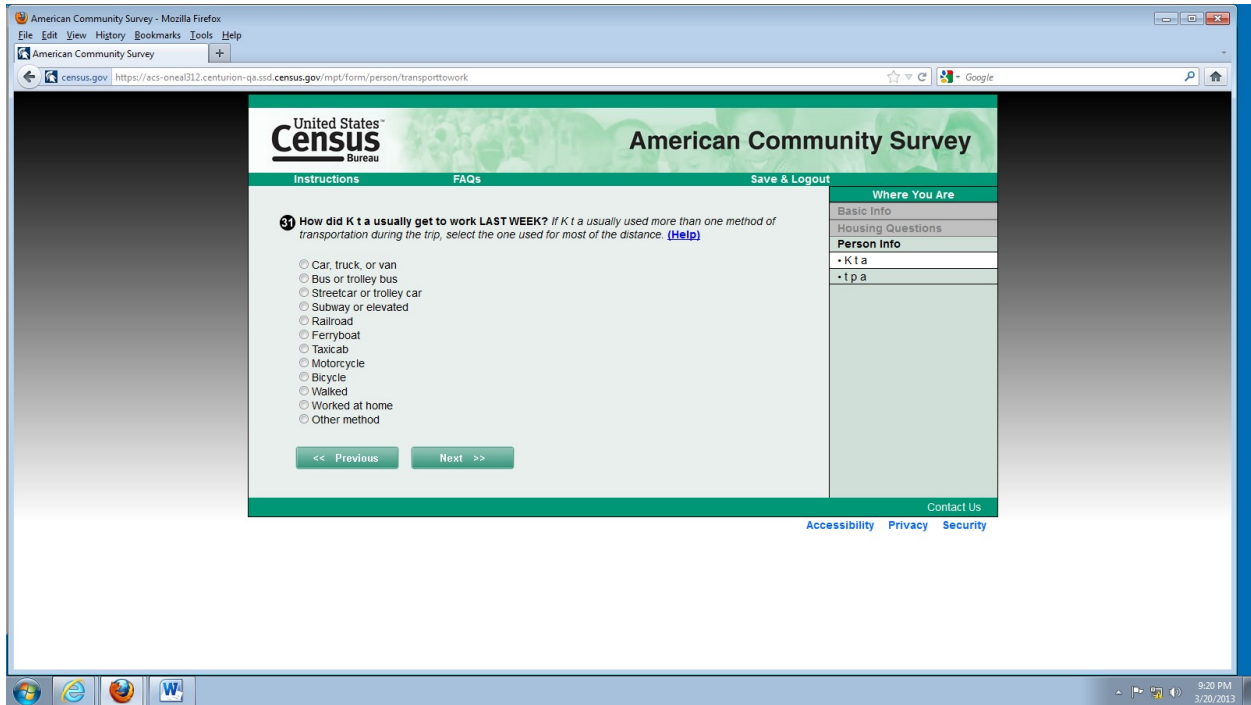 American Community Survey - Mozilla Firefox
File Edit View History Bookmarks Tools Help
American Community Survey +
census.gov https://acs-oneal312.centurion-qa.ssd.census.gov/mpt/form/person/transporttowork Google
United States™
Census
Bureau
American Community Survey
Instructions FAQs Save & Logout
Where You Are
Basic Info
Housing Questions
Person Info
• K t a
• t p a
31 How did K t a usually get to work LAST WEEK? If K t a usually used more than one method of
transportation during the trip, select the one used for most of the distance. (Help)
Car, truck, or van
Bus or trolley bus
Streetcar or trolley car
Subway or elevated
Railroad
Ferryboat
Taxicab
Motorcycle
Bicycle
Walked
Worked at home
Other method
<< Previous Next >>
Contact Us
Accessibility Privacy Security
9:20 PM
3/20/2013